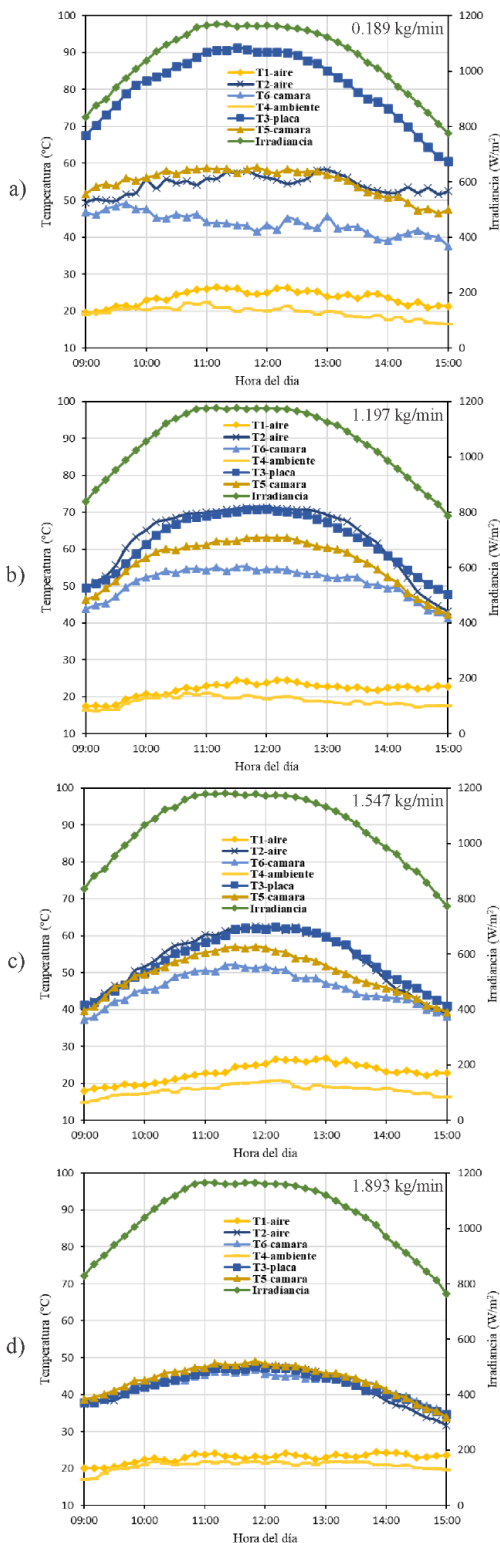 a)
0.189 kg/min
Temperatura (°C)
100
90
80
70
60
50
40
30
20
10
T1-aire
T2-aire
T6-camara
T4-ambiente
T3-placa
T5-camara
Irradiancia
1200
1000
800
600
400
200
0
Irradiancia (W/m²)
09:00 10:00 11:00 12:00 13:00 14:00 15:00
Hora del día
b)
1.197 kg/min
Temperatura (°C)
100
90
80
70
60
50
40
30
20
10
T1-aire
T2-aire
T6-camara
T4-ambiente
T3-placa
T5-camara
Irradiancia
1200
1000
800
600
400
200
0
Irradiancia (W/m²)
09:00 10:00 11:00 12:00 13:00 14:00 15:00
Hora del día
c)
1.547 kg/min
Temperatura (°C)
100
90
80
70
60
50
40
30
20
10
T1-aire
T2-aire
T6-camara
T4-ambiente
T3-placa
T5-camara
Irradiancia
1200
1000
800
600
400
200
0
Irradiancia (W/m²)
09:00 10:00 11:00 12:00 13:00 14:00 15:00
Hora del día
d)
1.893 kg/min
Temperatura (°C)
100
90
80
70
60
50
40
30
20
10
T1-aire
T2-aire
T6-camara
T4-ambiente
T3-placa
T5-camara
Irradiancia
1200
1000
800
600
400
200
0
Irradiancia (W/m²)
09:00 10:00 11:00 12:00 13:00 14:00 15:00
Hora del día